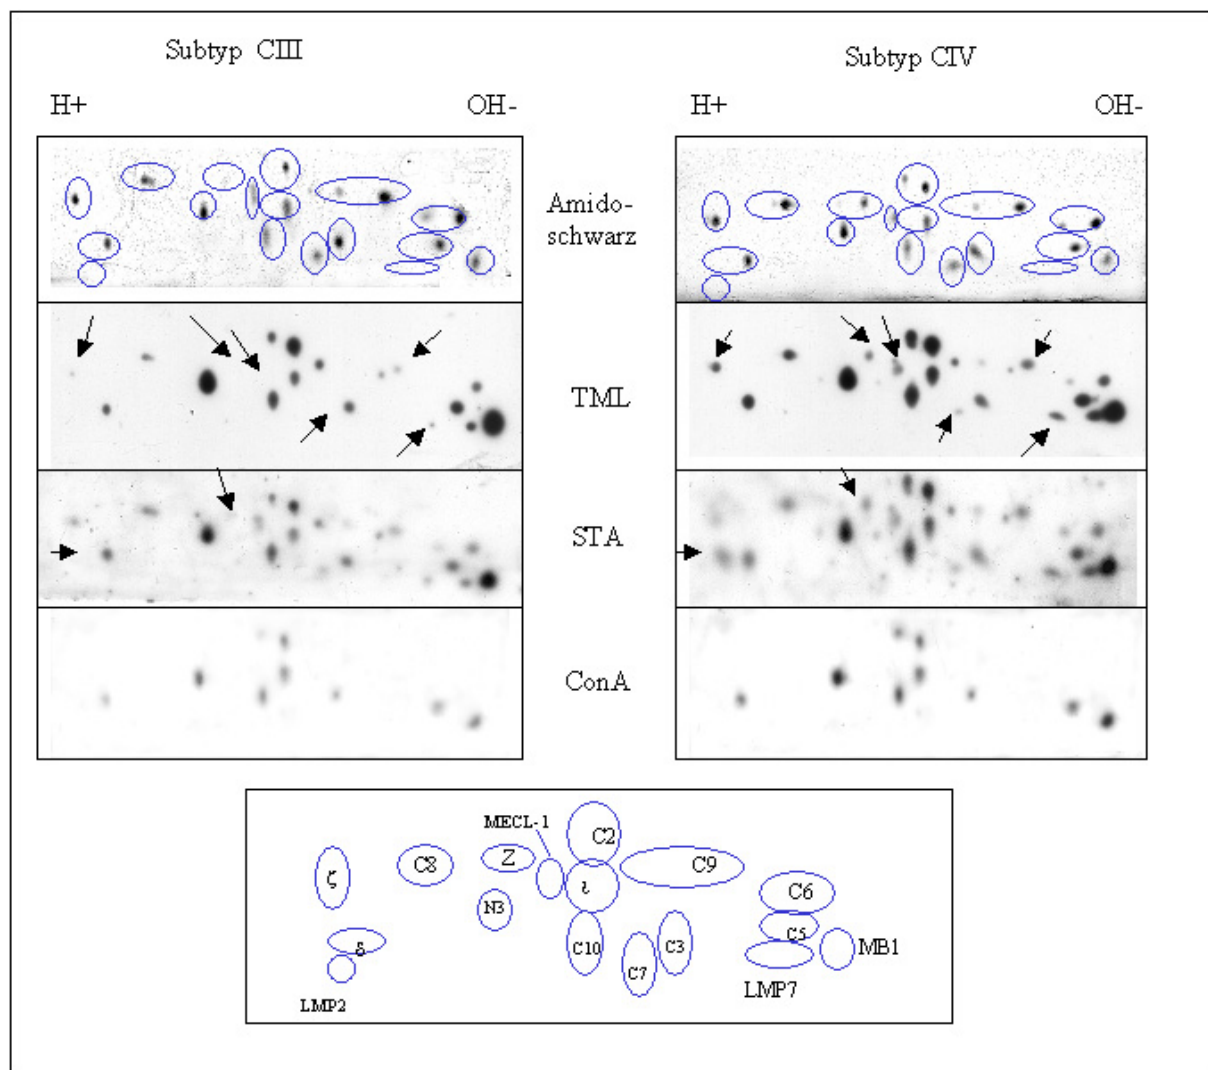 Subtyp CIII
Subtyp CIV
H+
OH-
H+
OH-
Amido-
schwarz
TML
STA
ConA
MECL-1
C2
ζ
C8
Z
C9
C6
N3
δ
C10
C3
C5
C7
MB1
LMP7
LMP2